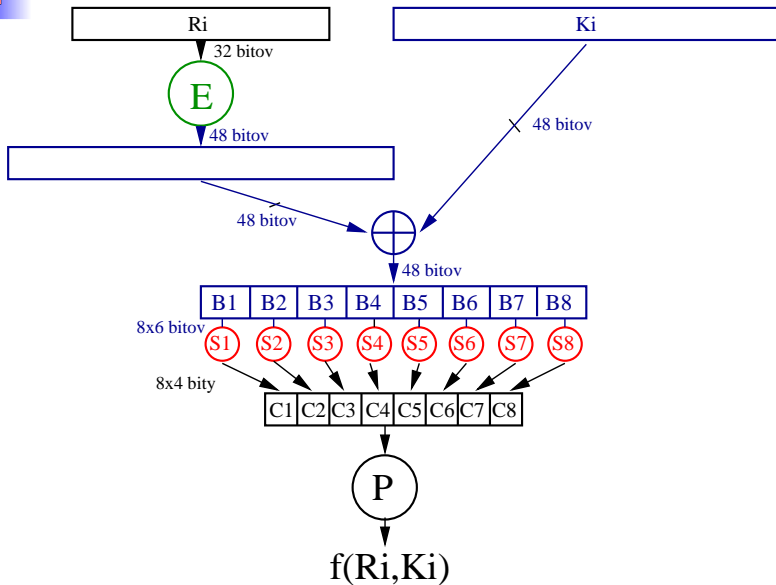 Ri
Ki
32 bitov
E
48 bitov
48 bitov
48 bitov
48 bitov
B1 B2 B3 B4 B5 B6 B7 B8
8x6 bitov
S1 S2 S3 S4 S5 S6 S7 S8
8x4 bity
C1 C2 C3 C4 C5 C6 C7 C8
P
f(Ri,Ki)